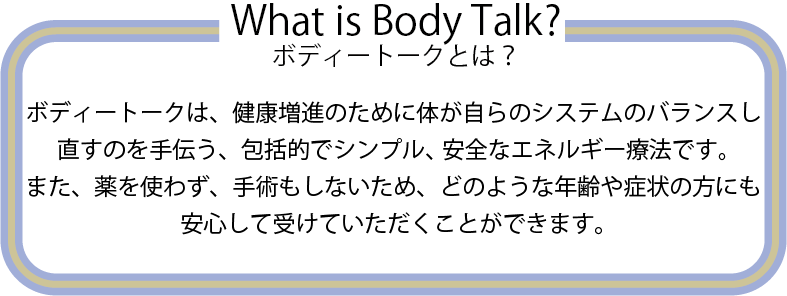 What is Body Talk?
ボディートークとは？
ボディートークは、健康増進のために体が自らのシステムのバランスし
直すのを手伝う、包括的でシンプル、安全なエネルギー療法です。
また、薬を使わず、手術もしないため、どのような年齢や症状の方にも
安心して受けていただくことができます。